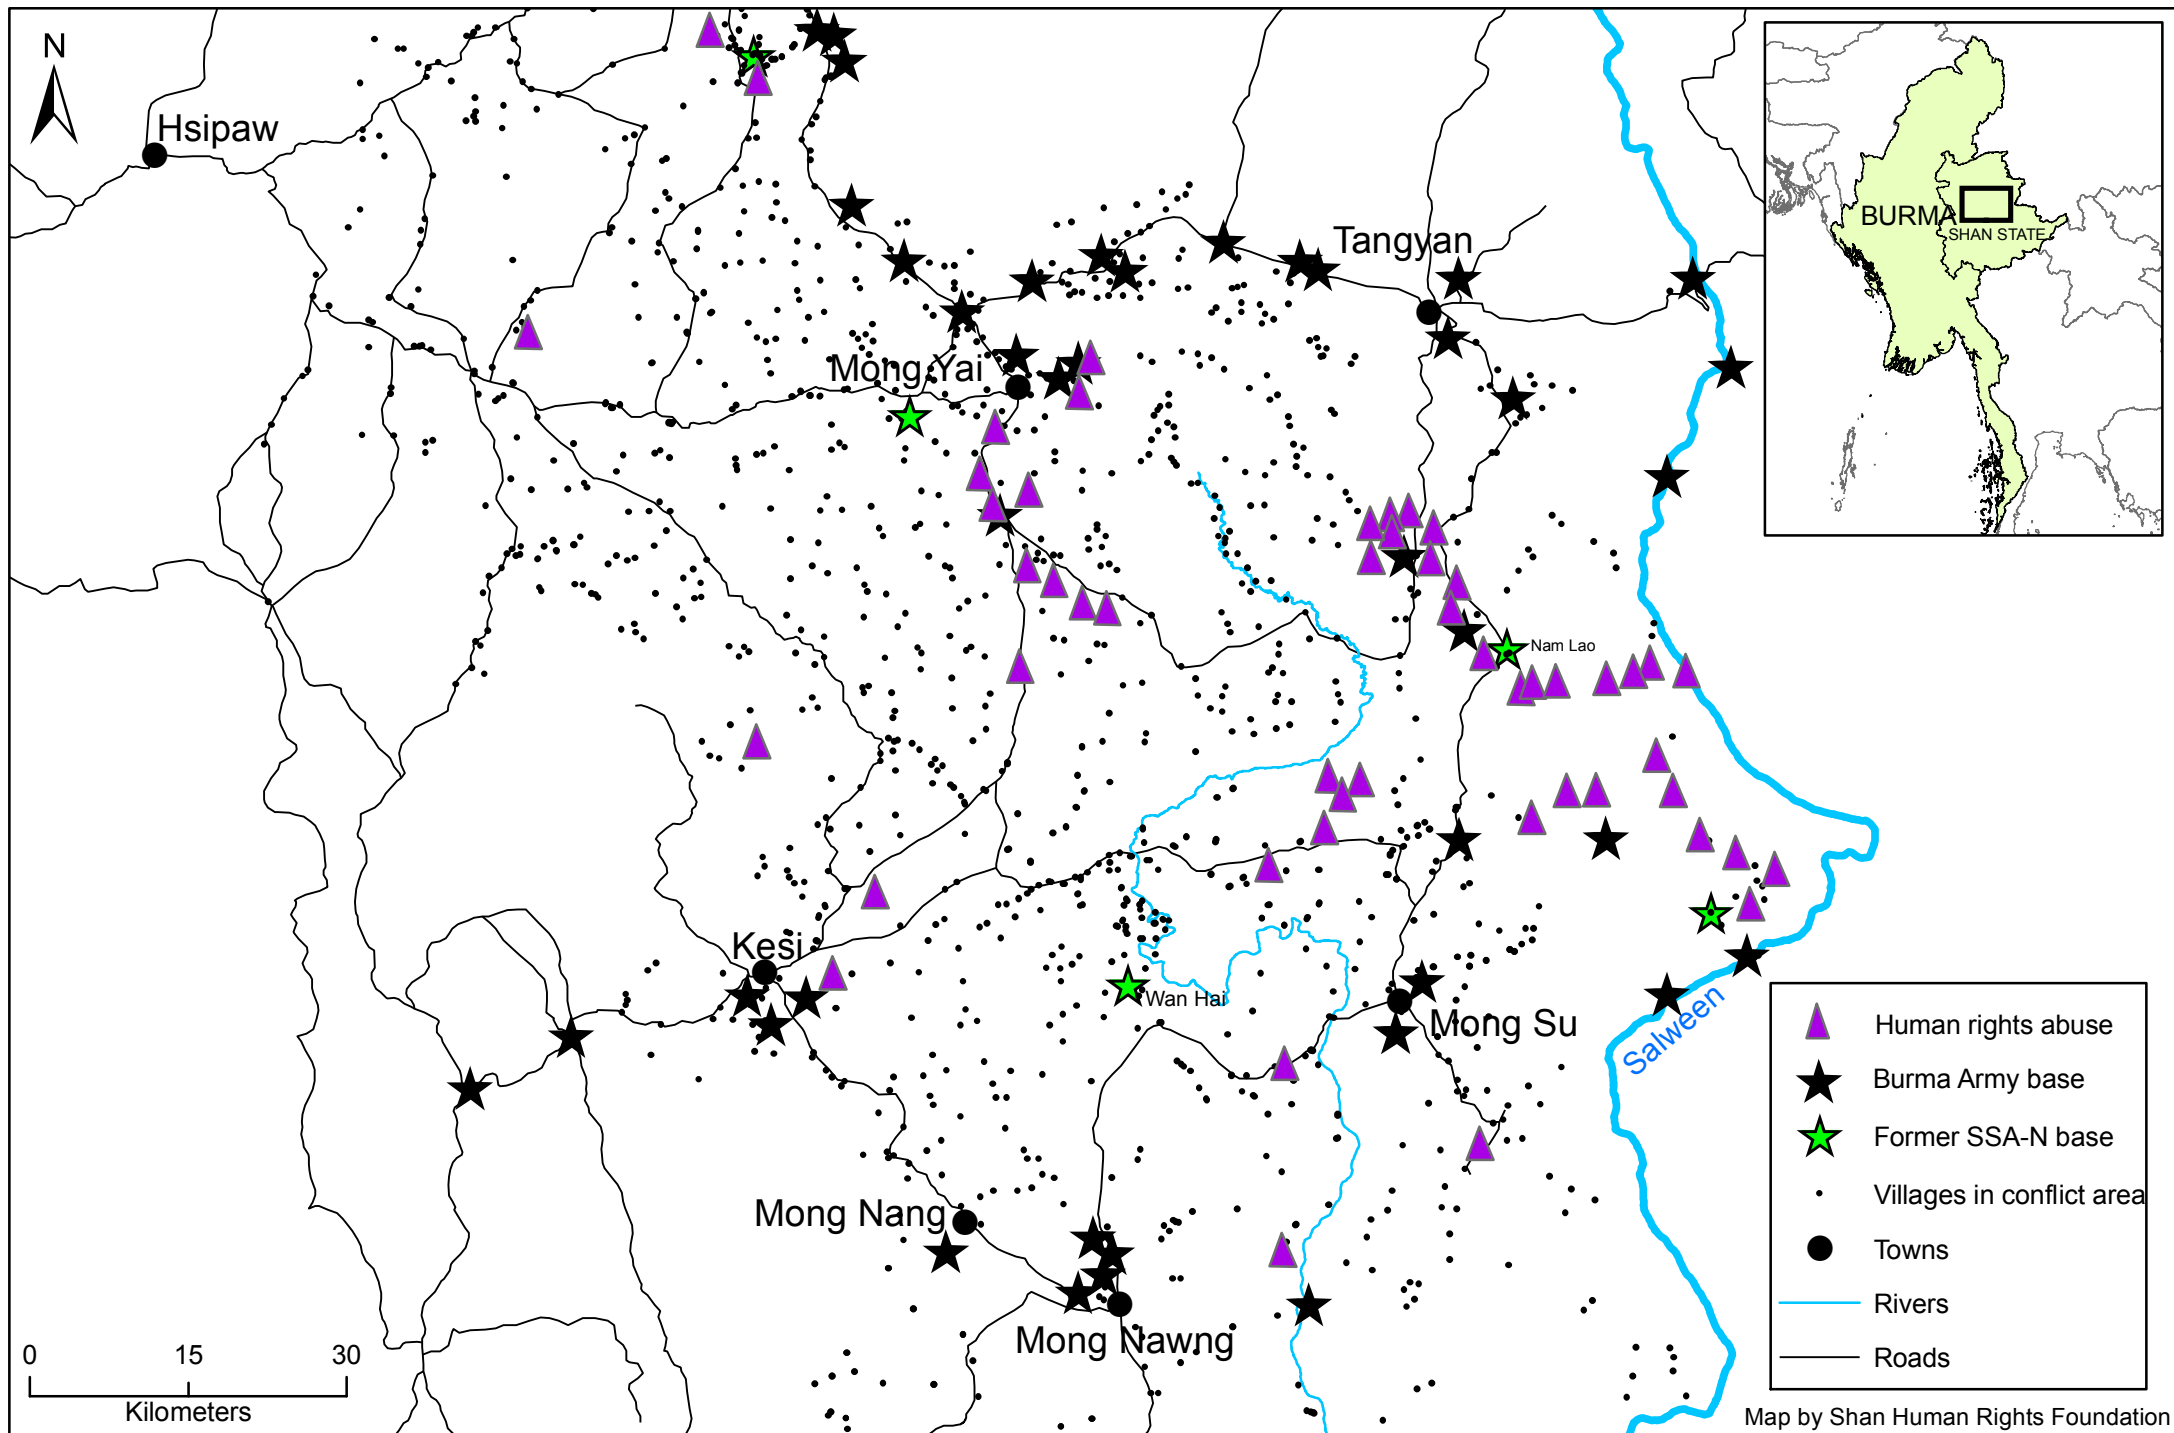 N
Hsipaw
Tangyan
BURMA
SHAN STATE
Mong Yai
Nam Lao
Kesi
Wan Hai
Mong Su
Salween
Mong Nang
Mong Nawng
Human rights abuse
Burma Army base
Former SSA-N base
Villages in conflict area
Towns
Rivers
Roads
0 15 30
Kilometers
Map by Shan Human Rights Foundation